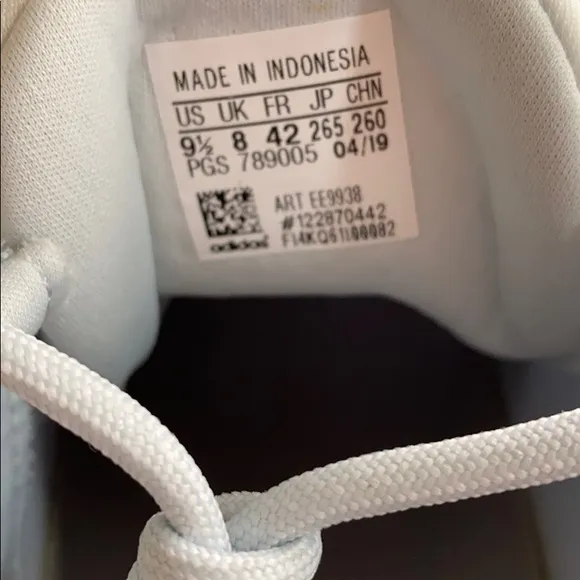 MADE IN INDONESIA
US UK FR JP CHN
9½ 8 42 265 260
PGS 789005 04/19
ART EE9938
#122870442
F14KQ61I00082
adidas